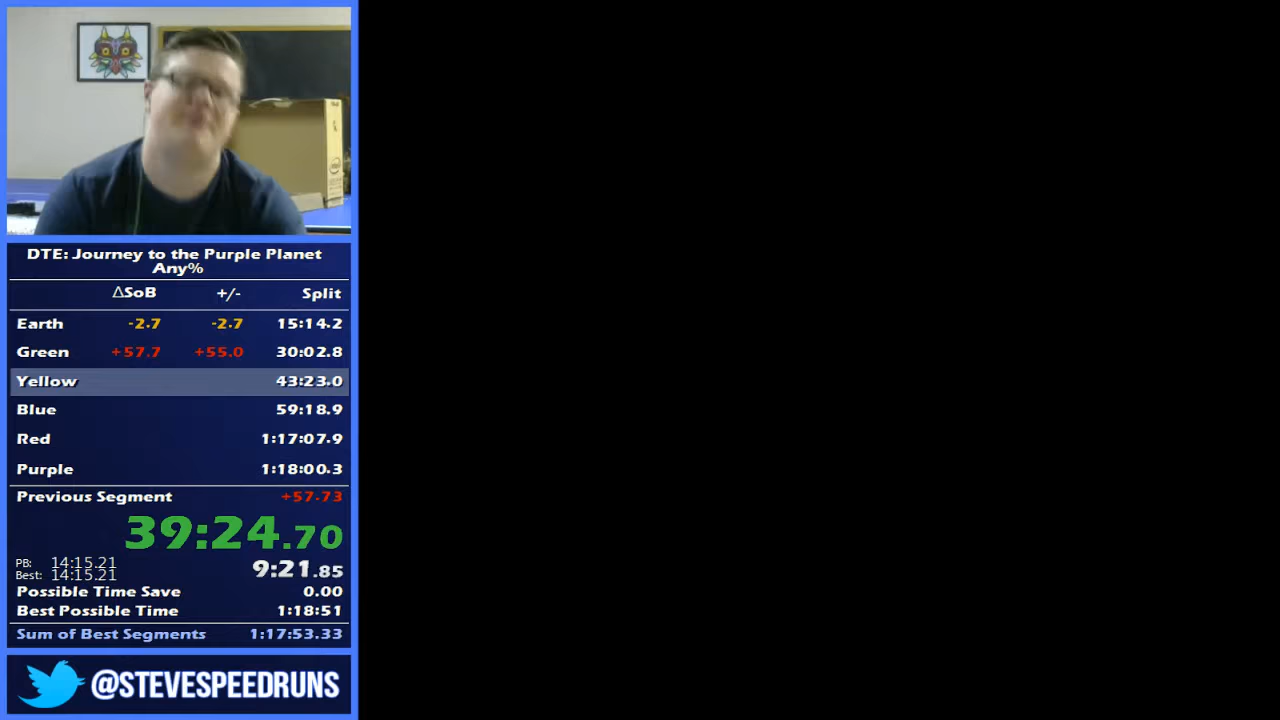 DTE: Journey to the Purple Planet
Any%
ΔSoB +/- Split
Earth -2.7 -2.7 15:14.2
Green +57.7 +55.0 30:02.8
Yellow 43:23.0
Blue 59:18.9
Red 1:17:07.9
Purple 1:18:00.3
Previous Segment +57.73
39:24.70
PB: 14:15.21
Best: 14:15.21
9:21.85
Possible Time Save 0.00
Best Possible Time 1:18:51
Sum of Best Segments 1:17:53.33
@STEVESPEEDRUNS